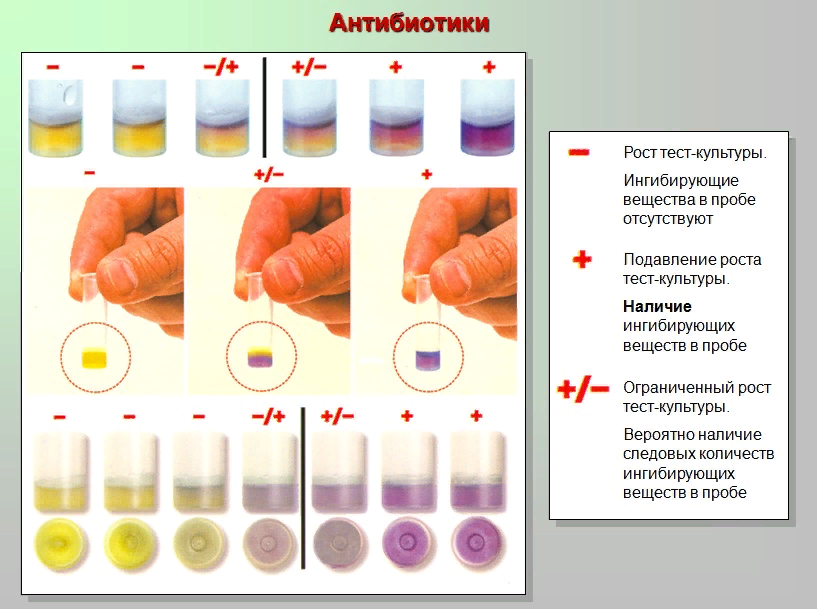 Антибиотики
– – –/+ +/– + +
– +/– +
– – – –/+ +/– + +
– Рост тест-культуры.
Ингибирующие
вещества в пробе
отсутствуют
+ Подавление роста
тест-культуры.
Наличие
ингибирующих
веществ в пробе
+/– Ограниченный рост
тест-культуры.
Вероятно наличие
следовых количеств
ингибирующих
веществ в пробе